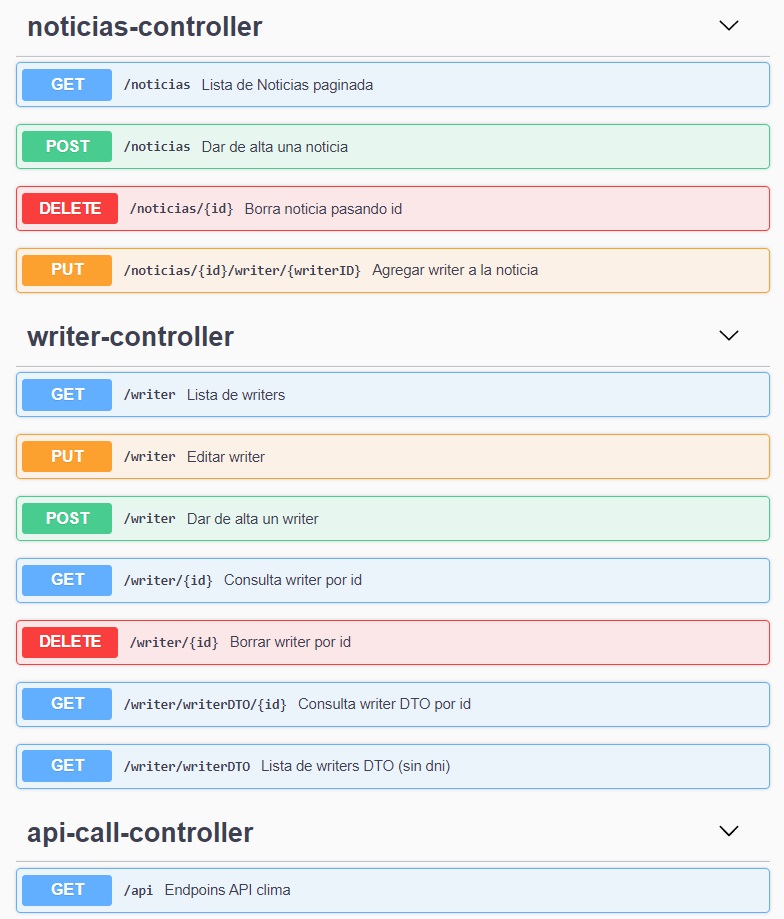 noticias-controller
GET /noticias Lista de Noticias paginada
POST /noticias Dar de alta una noticia
DELETE /noticias/{id} Borra noticia pasando id
PUT /noticias/{id}/writer/{writerID} Agregar writer a la noticia
writer-controller
GET /writer Lista de writers
PUT /writer Editar writer
POST /writer Dar de alta un writer
GET /writer/{id} Consulta writer por id
DELETE /writer/{id} Borrar writer por id
GET /writer/writerDTO/{id} Consulta writer DTO por id
GET /writer/writerDTO Lista de writers DTO (sin dni)
api-call-controller
GET /api Endpoins API clima